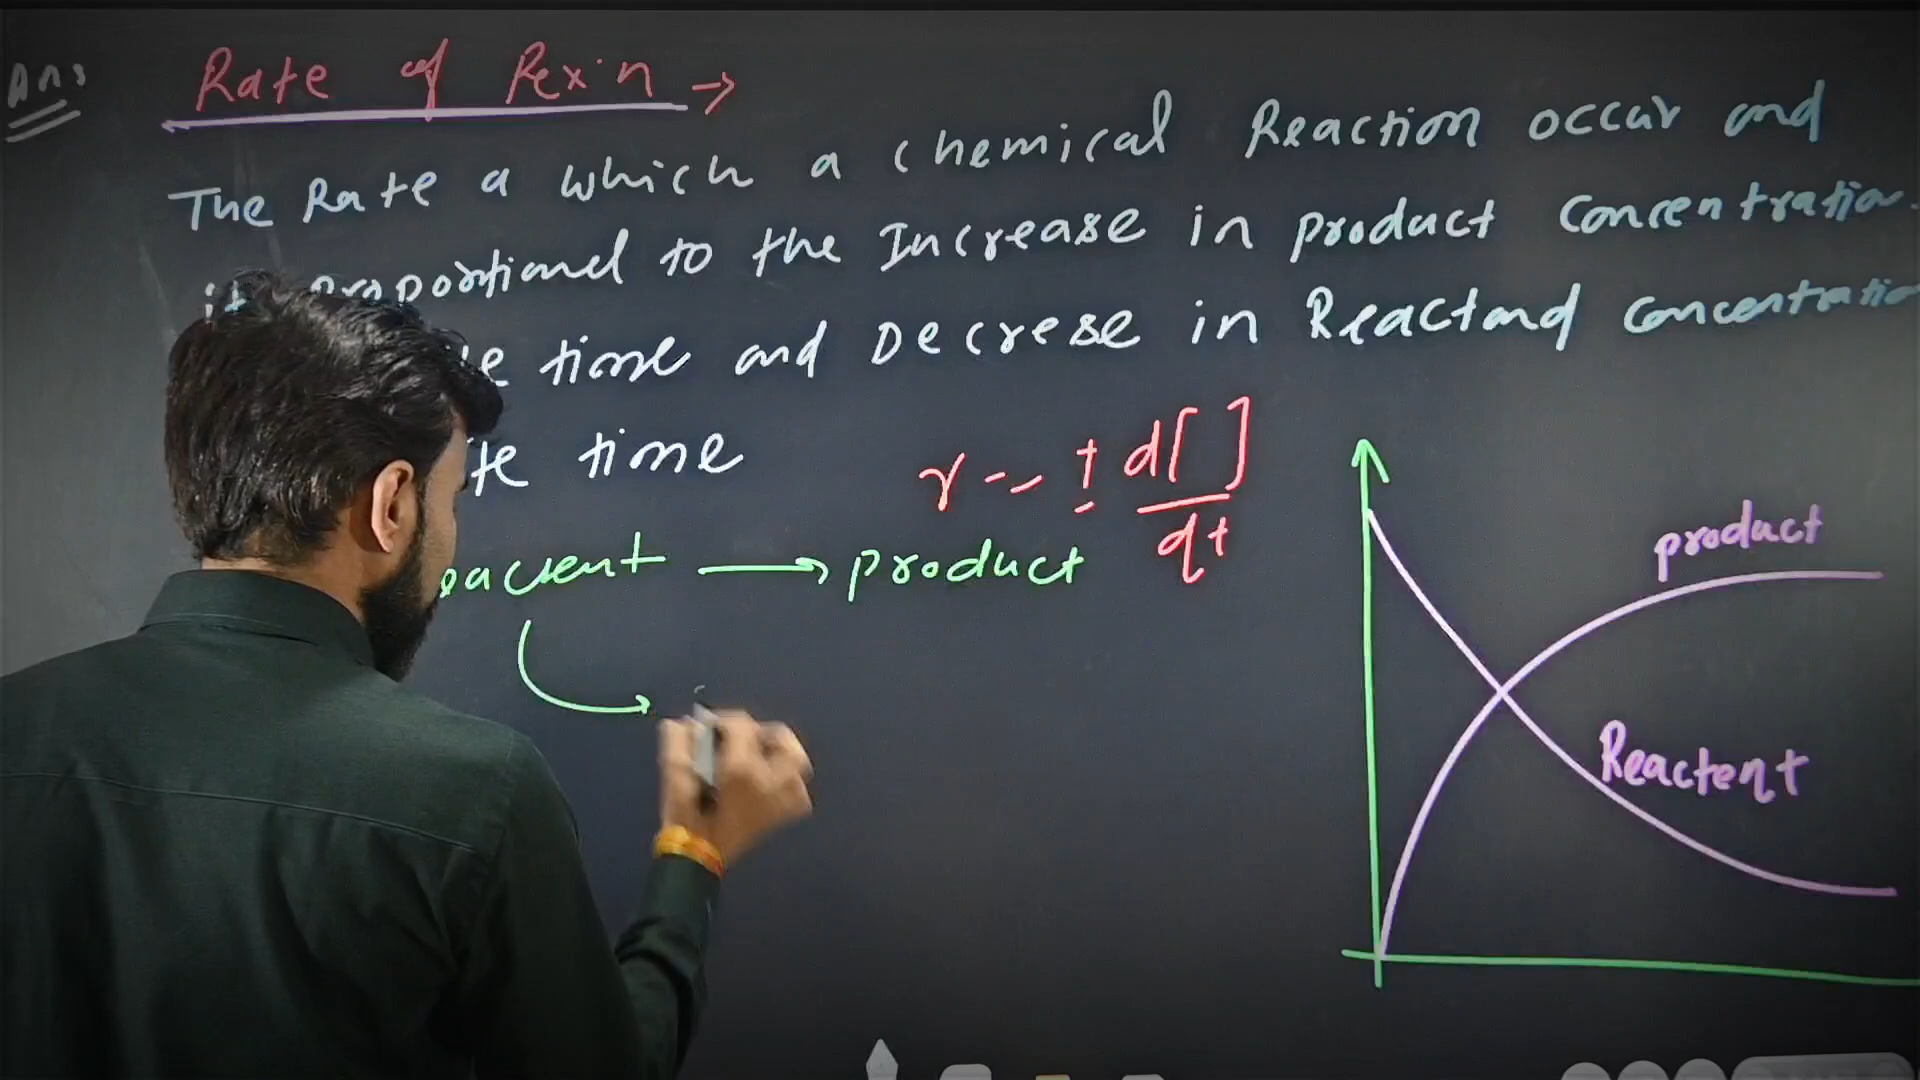 Ans
Rate of Rex·n →
The Rate a which a chemical Reaction occur and
proportional to the Increase in product concentration
time and Decrese in Reactand concentration
time
r -- ± d[ ]
dt
→ product
product
Reactent